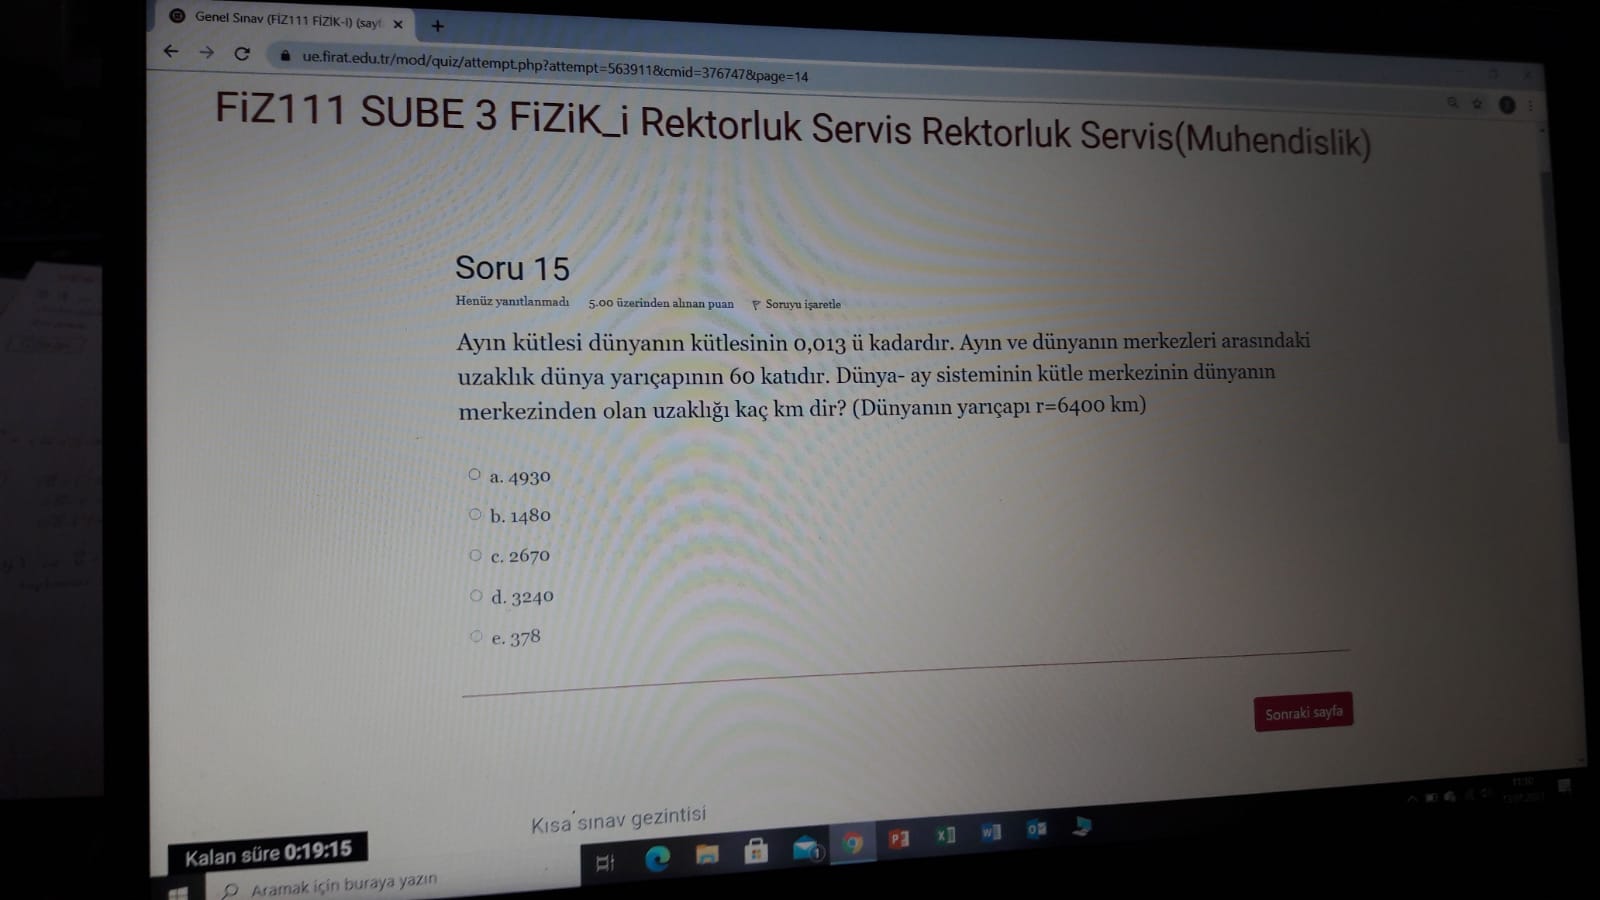 Genel Sınav (FİZ111 FİZİK-I) (sayf
ue.firat.edu.tr/mod/quiz/attempt.php?attempt=563911&cmid=376747&page=14
FiZ111 SUBE 3 FiZiK_i Rektorluk Servis Rektorluk Servis(Muhendislik)
Soru 15
Henüz yanıtlanmadı 5.00 üzerinden alınan puan Soruyu işaretle
Ayın kütlesi dünyanın kütlesinin 0,013 ü kadardır. Ayın ve dünyanın merkezleri arasındaki
uzaklık dünya yarıçapının 60 katıdır. Dünya- ay sisteminin kütle merkezinin dünyanın
merkezinden olan uzaklığı kaç km dir? (Dünyanın yarıçapı r=6400 km)
a. 4930
b. 1480
c. 2670
d. 3240
e. 378
Sonraki sayfa
Kısa sınav gezintisi
Kalan süre 0:19:15
Aramak için buraya yazın
11:10